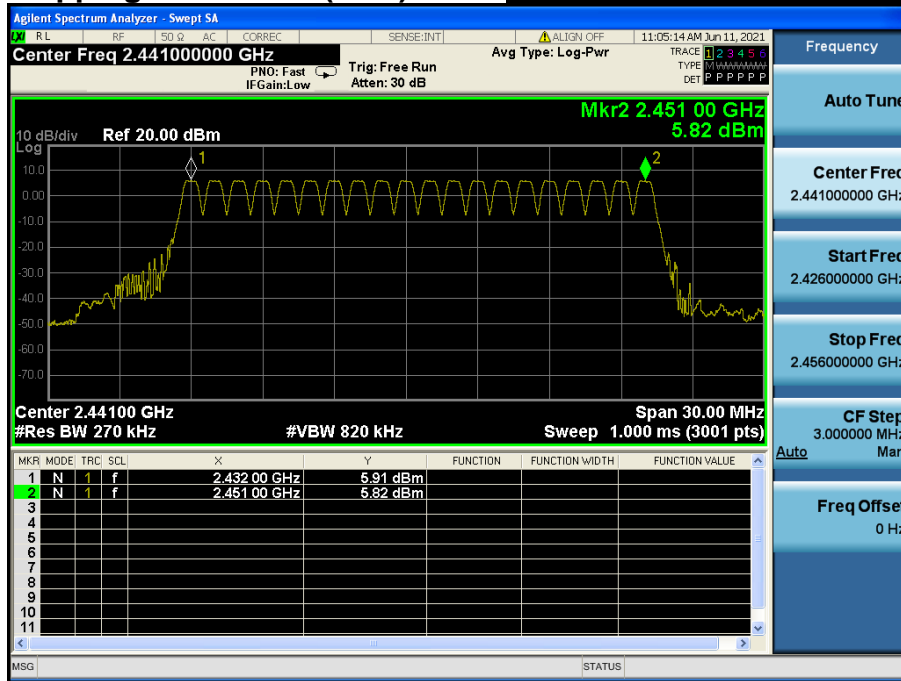 Agilent Spectrum Analyzer - Swept SA
LXI RL RF 50 Ω AC CORREC SENSE:INT ALIGN OFF 11:05:14 AM Jun 11, 2021
Center Freq 2.441000000 GHz
PNO: Fast
IFGain:Low
Trig: Free Run
Atten: 30 dB
Avg Type: Log-Pwr
TRACE 1 2 3 4 5 6
TYPE M WWWWW
DET P P P P P P
Mkr2 2.451 00 GHz
5.82 dBm
10 dB/div Ref 20.00 dBm
Log
10.0
0.00
-10.0
-20.0
-30.0
-40.0
-50.0
-60.0
-70.0
1
2
Center 2.44100 GHz Span 30.00 MHz
#Res BW 270 kHz #VBW 820 kHz Sweep 1.000 ms (3001 pts)
MKR MODE TRC SCL X Y FUNCTION FUNCTION WIDTH FUNCTION VALUE
1 N 1 f 2.432 00 GHz 5.91 dBm
2 N 1 f 2.451 00 GHz 5.82 dBm
3
4
5
6
7
8
9
10
11
MSG STATUS
Frequency
Auto Tune
Center Freq
2.441000000 GHz
Start Freq
2.426000000 GHz
Stop Freq
2.456000000 GHz
CF Step
3.000000 MHz
Auto Man
Freq Offset
0 Hz